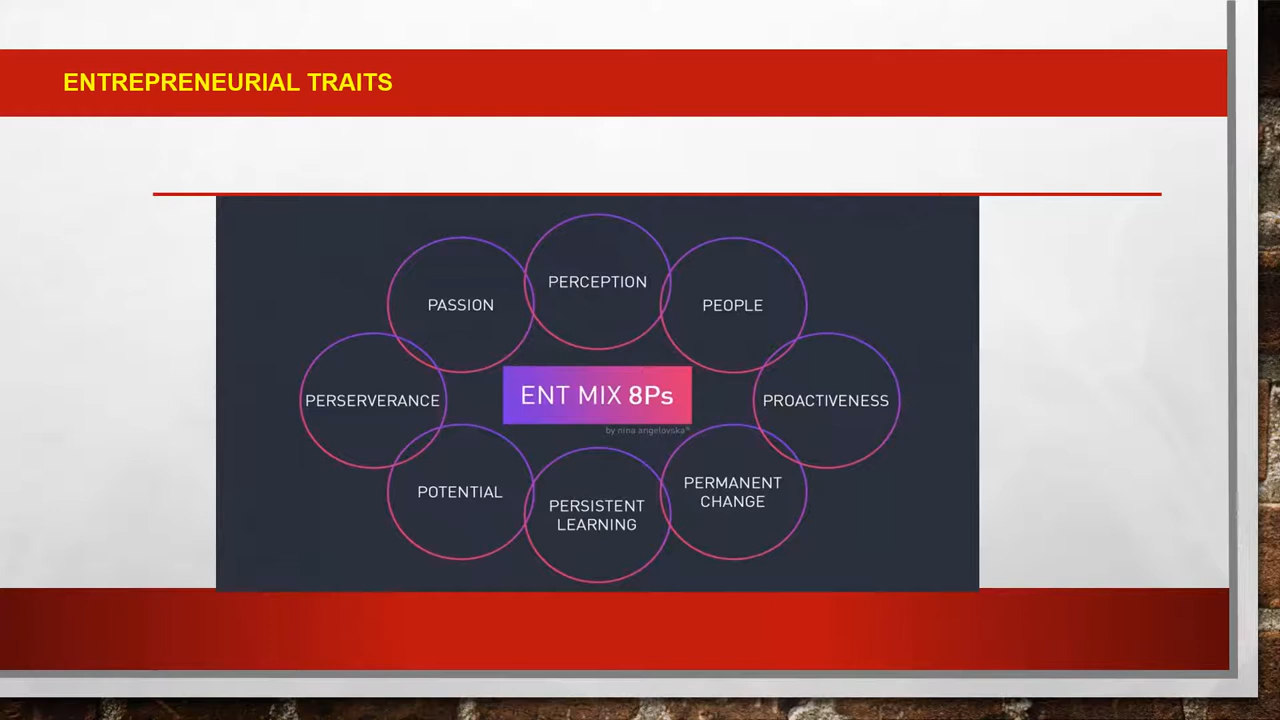 ENTREPRENEURIAL TRAITS
PERCEPTION
PASSION
PEOPLE
PERSERVERANCE
ENT MIX 8Ps
by nina angelovska®
PROACTIVENESS
POTENTIAL
PERSISTENT
LEARNING
PERMANENT
CHANGE